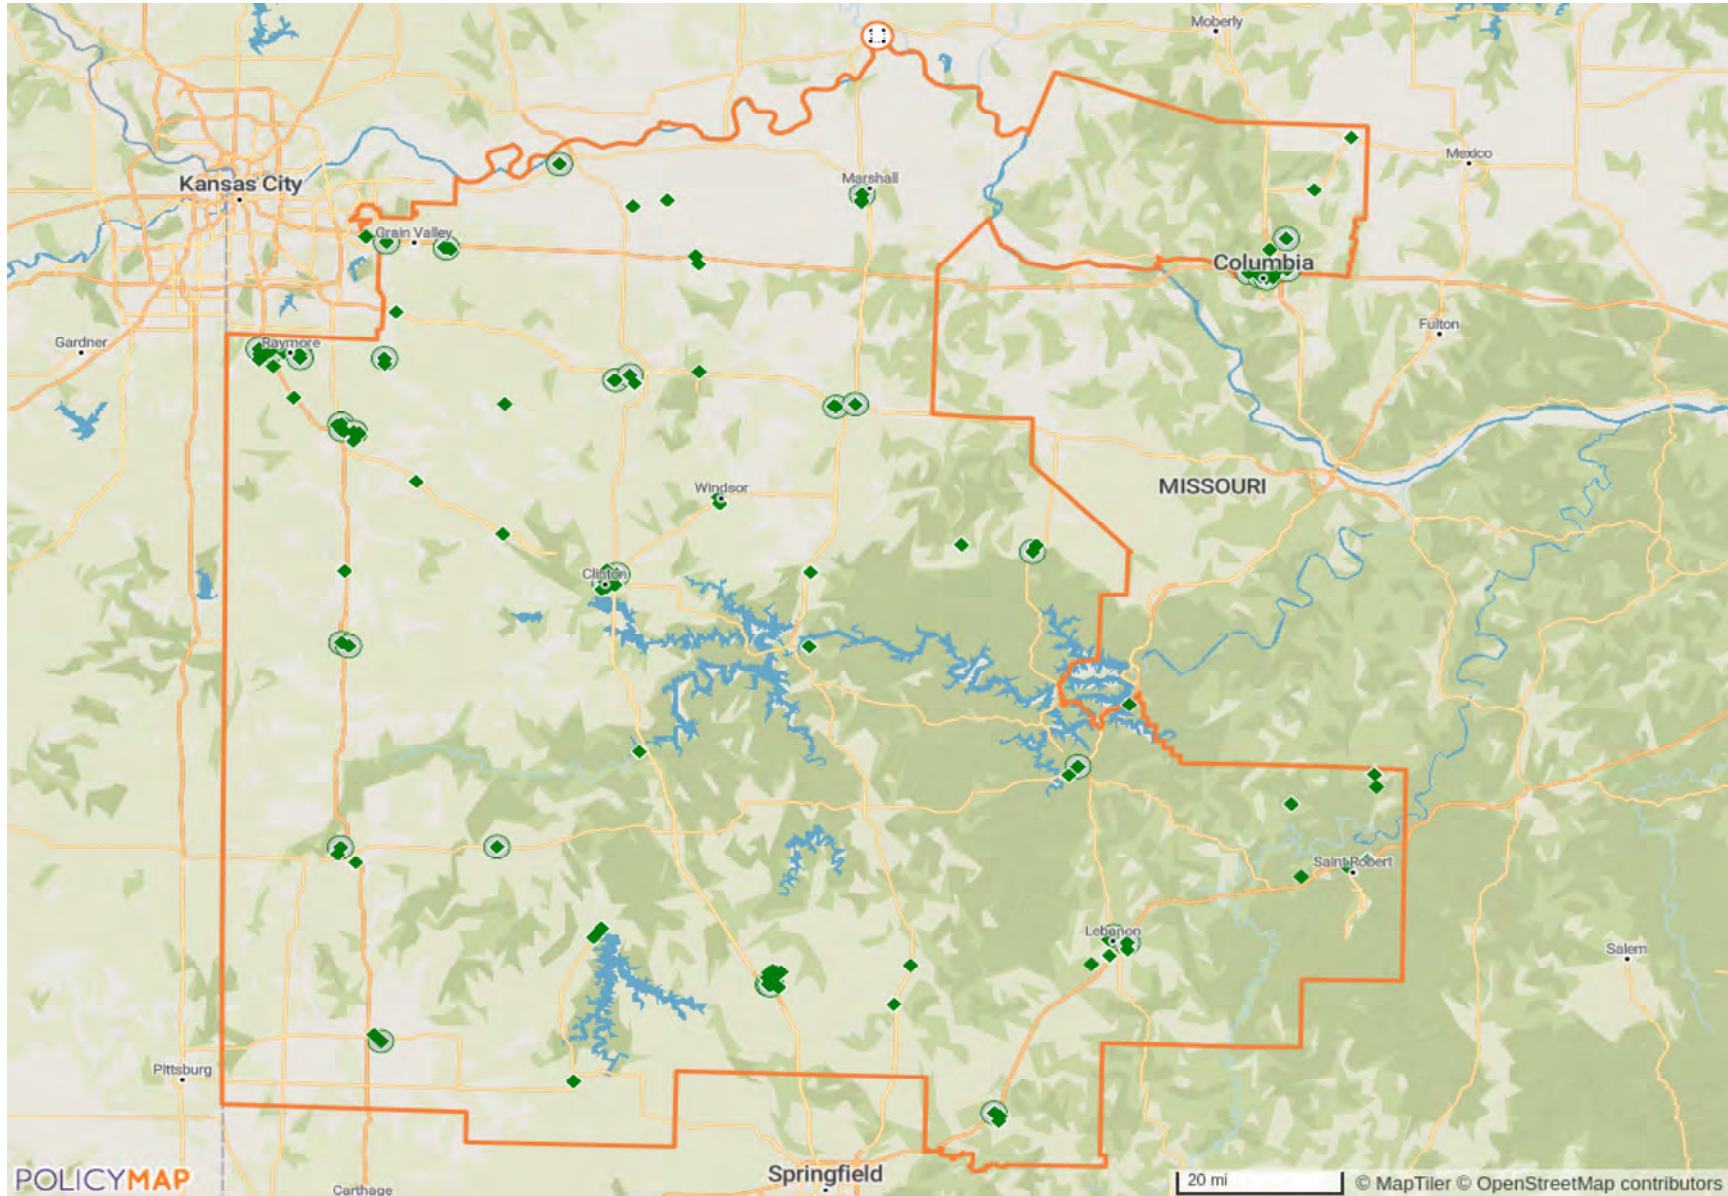 Moberly
Mexico
Kansas City
Marshall
Grain Valley
Columbia
Fulton
Gardner
Raymore
Windsor
MISSOURI
Clinton
Saint Robert
Lebanon
Salem
Pittsburg
Springfield
Carthage
POLICYMAP
20 mi
© MapTiler © OpenStreetMap contributors